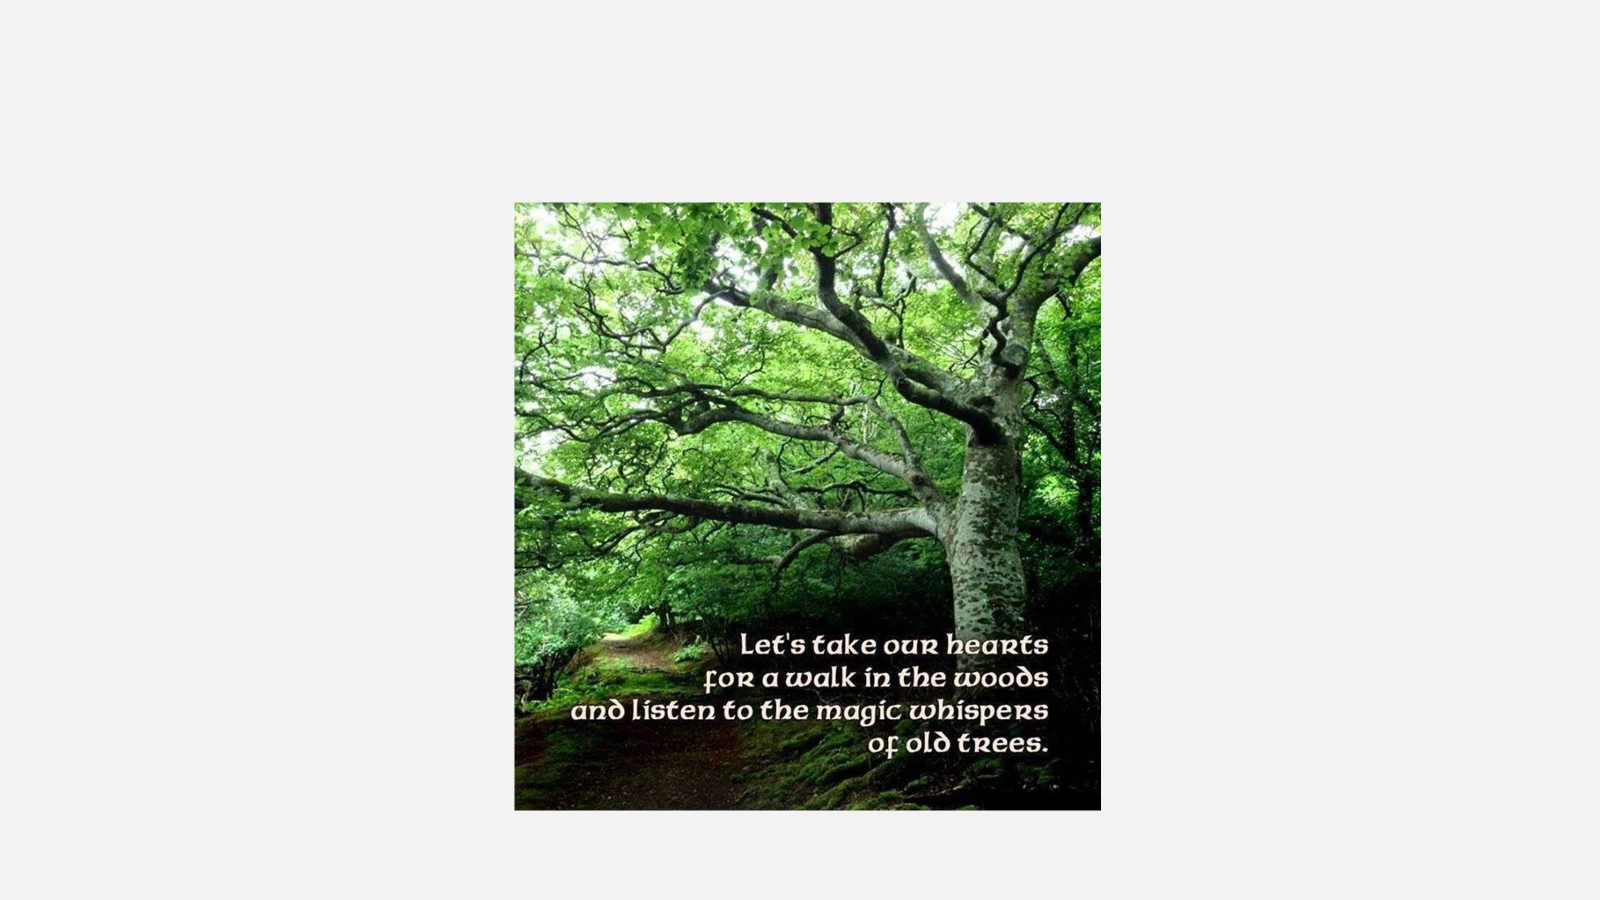 Let's take our hearts
for a walk in the woods
and listen to the magic whispers
of old trees.